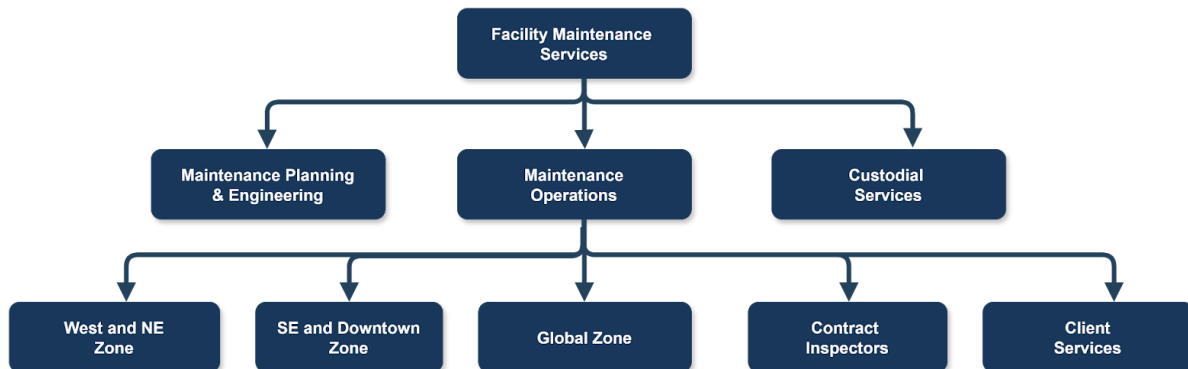 Facility Maintenance
Services
Maintenance Planning
& Engineering
Maintenance
Operations
Custodial
Services
West and NE
Zone
SE and Downtown
Zone
Global Zone
Contract
Inspectors
Client
Services